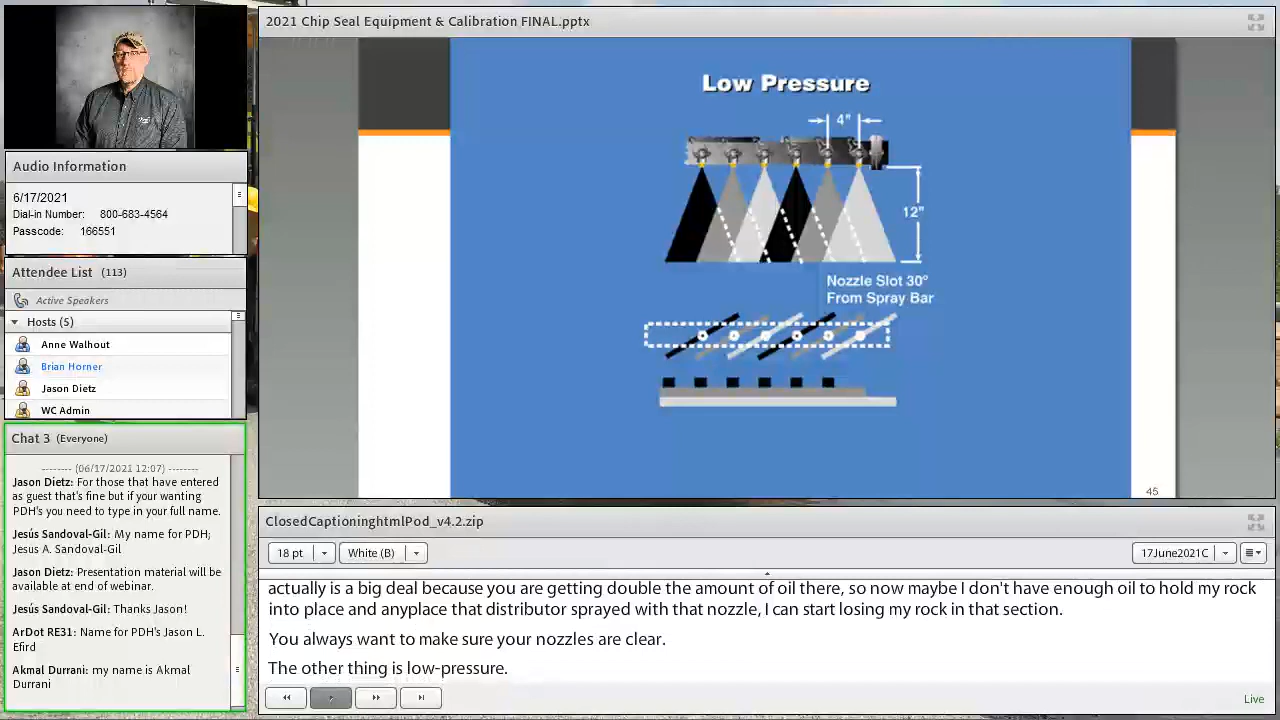 2021 Chip Seal Equipment & Calibration FINAL.pptx
Low Pressure
4"
12"
Nozzle Slot 30°
From Spray Bar
45
Audio Information
6/17/2021
Dial-in Number: 800-683-4564
Passcode: 166551
Attendee List (113)
Active Speakers
Hosts (5)
Anne Walhout
Brian Horner
Jason Dietz
WC Admin
Chat 3 (Everyone)
-------- (06/17/2021 12:07) --------
Jason Dietz: For those that have entered
as guest that's fine but if your wanting
PDH's you need to type in your full name.
Jesús Sandoval-Gil: My name for PDH;
Jesus A. Sandoval-Gil
Jason Dietz: Presentation material will be
available at end of webinar.
Jesús Sandoval-Gil: Thanks Jason!
ArDot RE31: Name for PDH's Jason L.
Efird
Akmal Durrani: my name is Akmal
Durrani
ClosedCaptioninghtmlPod_v4.2.zip
18 pt
White (B)
17June2021C
actually is a big deal because you are getting double the amount of oil there, so now maybe I don't have enough oil to hold my rock
into place and anyplace that distributor sprayed with that nozzle, I can start losing my rock in that section.
You always want to make sure your nozzles are clear.
The other thing is low-pressure.
Live